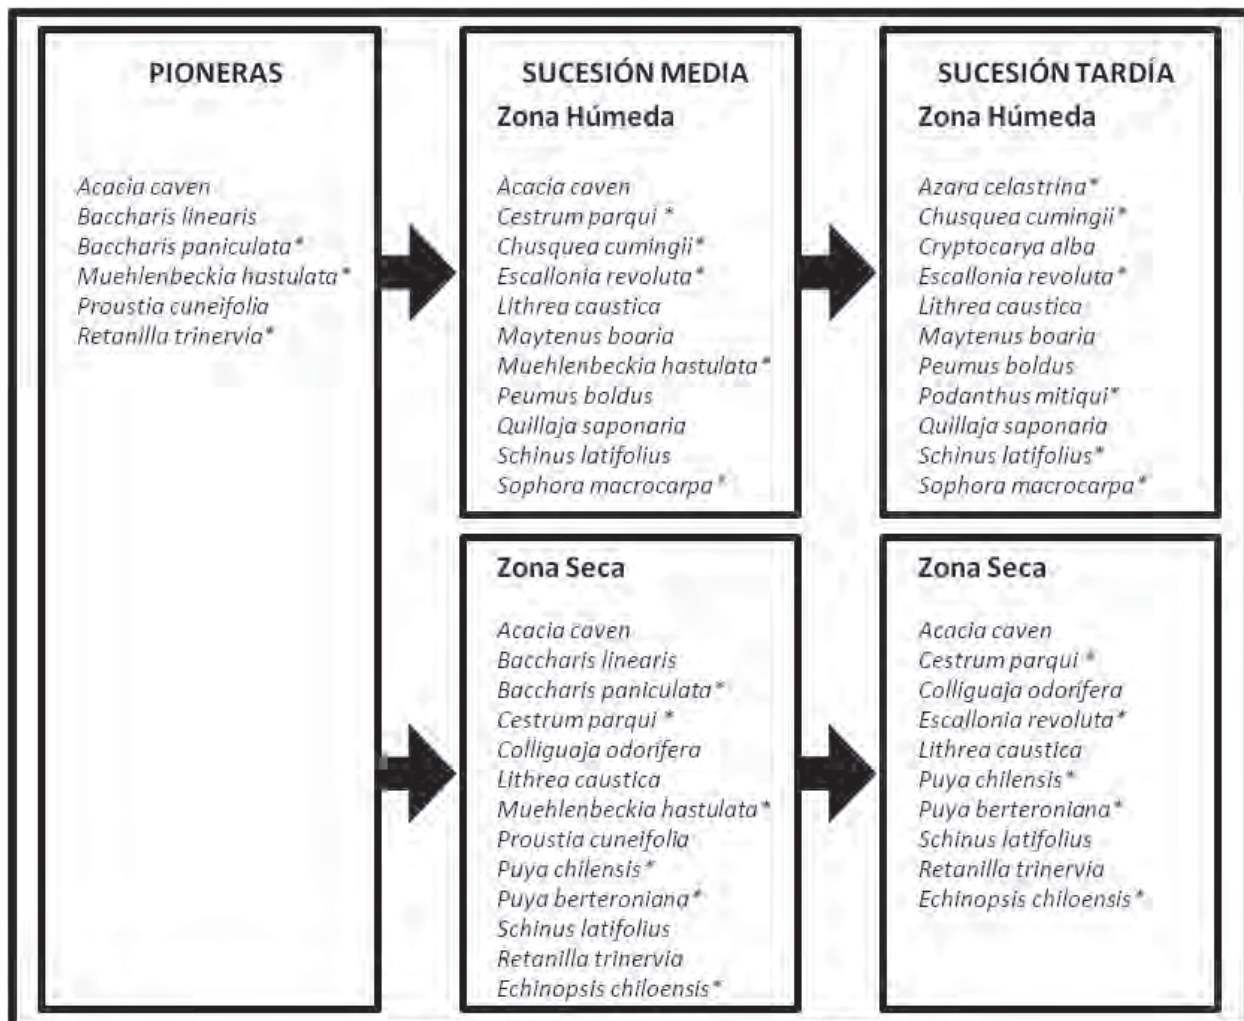 PIONERAS
Acacia caven
Baccharis linearis
Baccharis paniculata*
Muehlenbeckia hastulata*
Proustia cuneifolia
Retanilla trinervia*
SUCESIÓN MEDIA
Zona Húmeda
Acacia caven
Cestrum parqui *
Chusquea cumingii*
Escallonia revoluta*
Lithrea caustica
Maytenus boaria
Muehlenbeckia hastulata*
Peumus boldus
Quillaja saponaria
Schinus latifolius
Sophora macrocarpa*
SUCESIÓN TARDÍA
Zona Húmeda
Azara celastrina*
Chusquea cumingii*
Cryptocarya alba
Escallonia revoluta*
Lithrea caustica
Maytenus boaria
Peumus boldus
Podanthus mitiqui*
Quillaja saponaria
Schinus latifolius*
Sophora macrocarpa*
Zona Seca
Acacia caven
Baccharis linearis
Baccharis paniculata*
Cestrum parqui *
Colliguaja odorífera
Lithrea caustica
Muehlenbeckia hastulata*
Proustia cuneifolia
Puya chilensis*
Puya berteroniana*
Schinus latifolius
Retanilla trinervia
Echinopsis chiloensis*
Zona Seca
Acacia caven
Cestrum parqui *
Colliguaja odorífera
Escallonia revoluta*
Lithrea caustica
Puya chilensis*
Puya berteroniana*
Schinus latifolius
Retanilla trinervia
Echinopsis chiloensis*